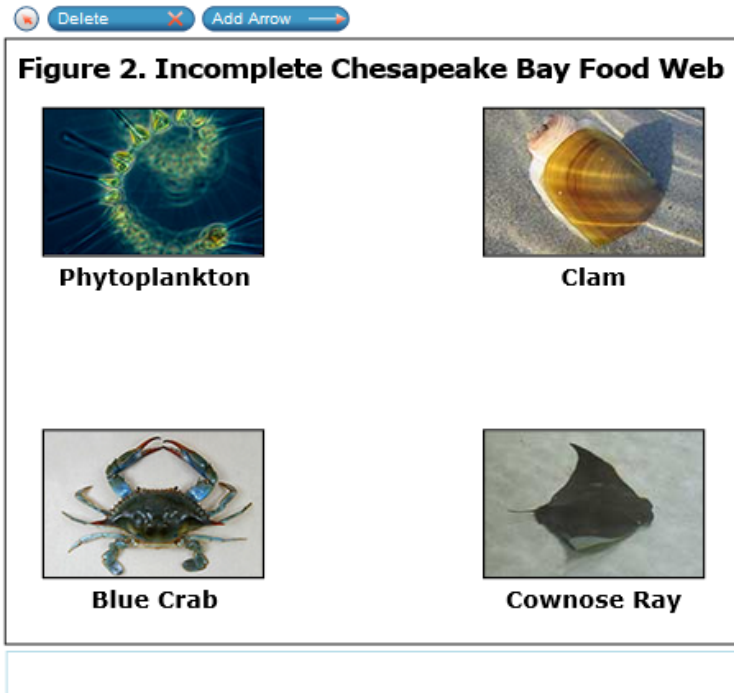 Delete
Add Arrow
Figure 2. Incomplete Chesapeake Bay Food Web
Phytoplankton
Clam
Blue Crab
Cownose Ray